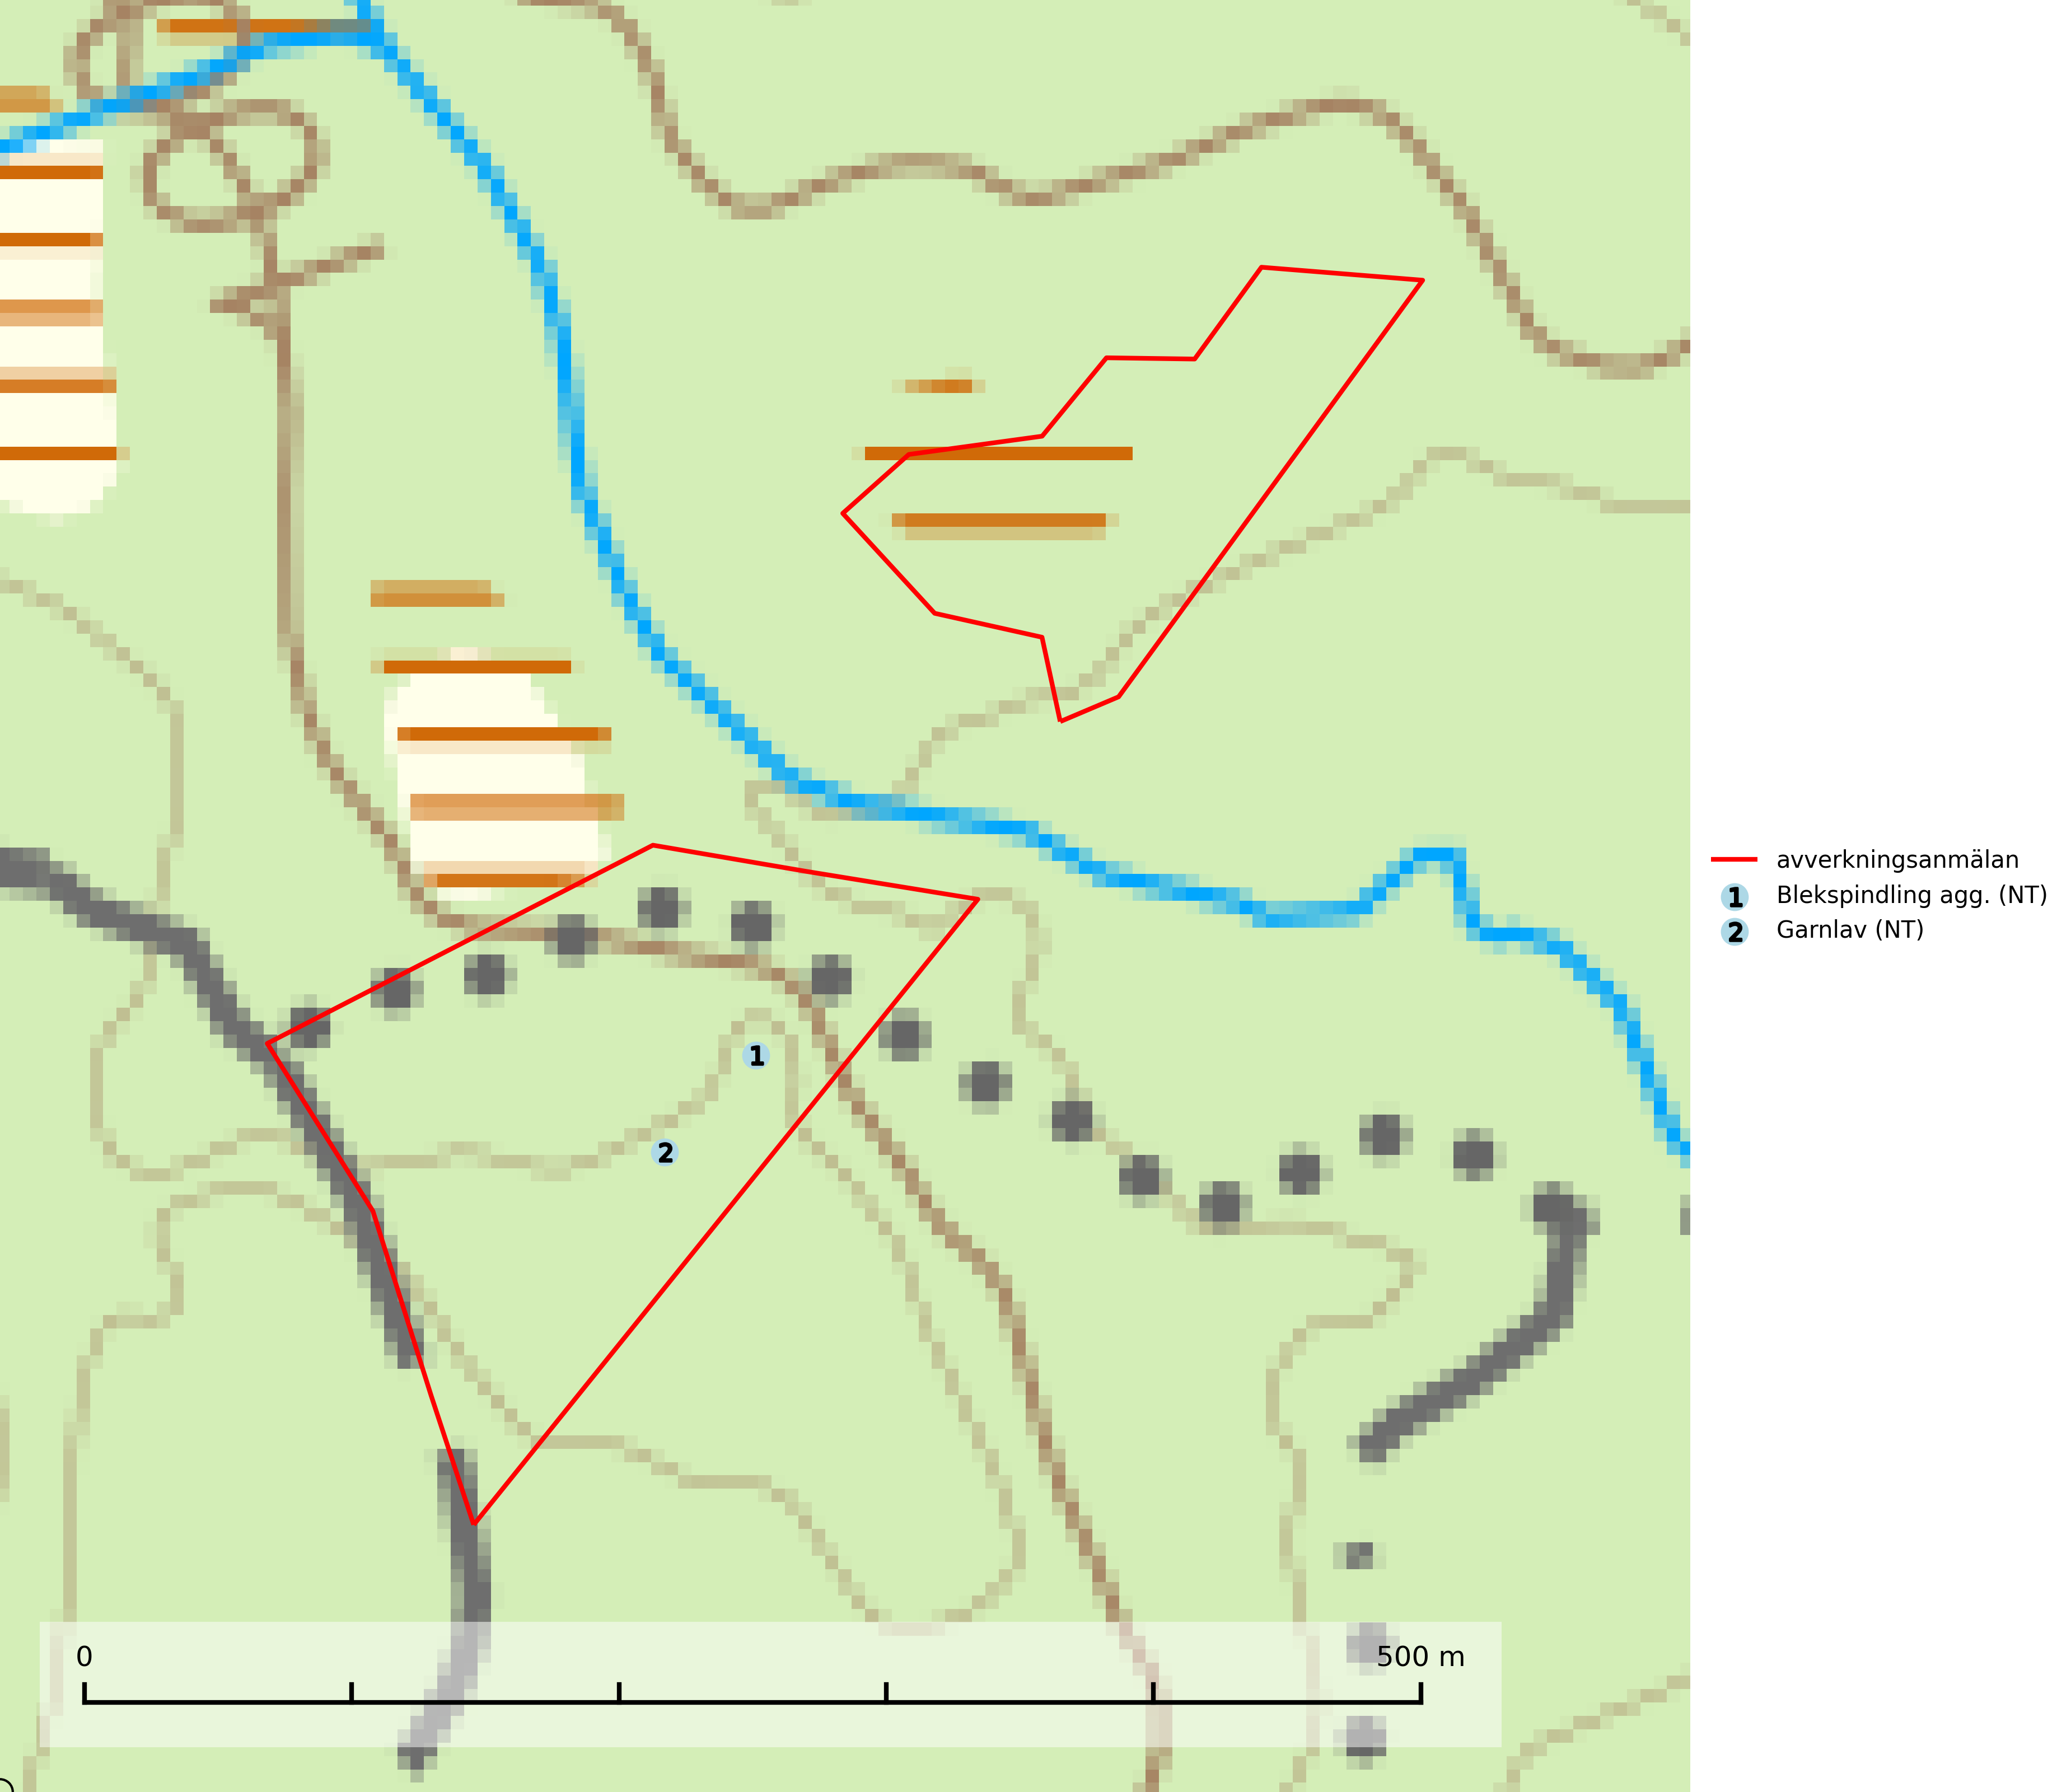 avverkningsanmälan
1 Blekspindling agg. (NT)
2 Garnlav (NT)
1
2
0 500 m